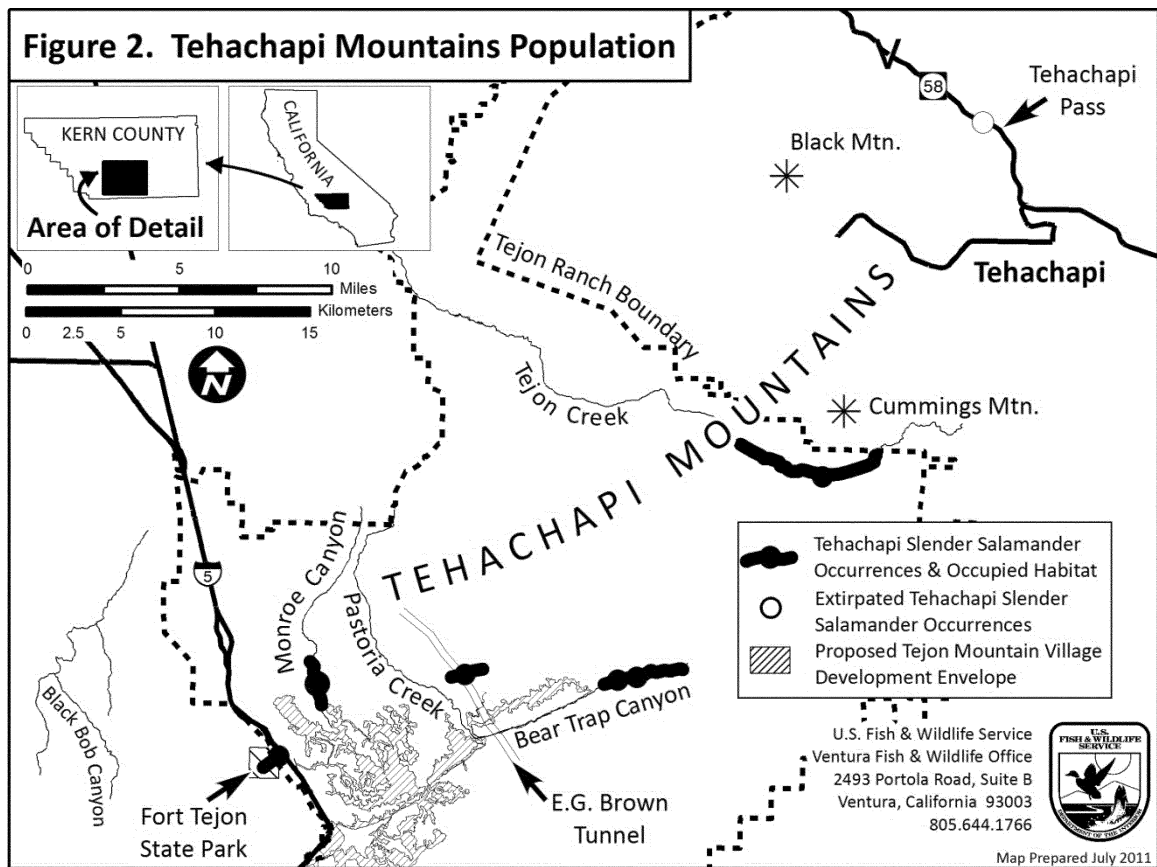 Figure 2. Tehachapi Mountains Population
KERN COUNTY
CALIFORNIA
Area of Detail
0 5 10
Miles
Kilometers
0 2.5 5 10 15
N
58
Tehachapi
Pass
Black Mtn.
Tehachapi
Tejon Ranch Boundary
Tejon Creek
TEHACHAPI MOUNTAINS
Cummings Mtn.
5
Monroe Canyon
Pastoria Creek
Bear Trap Canyon
Black Bob Canyon
Fort Tejon
State Park
E.G. Brown
Tunnel
Tehachapi Slender Salamander
Occurrences & Occupied Habitat
Extirpated Tehachapi Slender
Salamander Occurrences
Proposed Tejon Mountain Village
Development Envelope
U.S. Fish & Wildlife Service
Ventura Fish & Wildlife Office
2493 Portola Road, Suite B
Ventura, California 93003
805.644.1766
U.S.
FISH & WILDLIFE
SERVICE
DEPARTMENT OF THE INTERIOR
Map Prepared July 2011